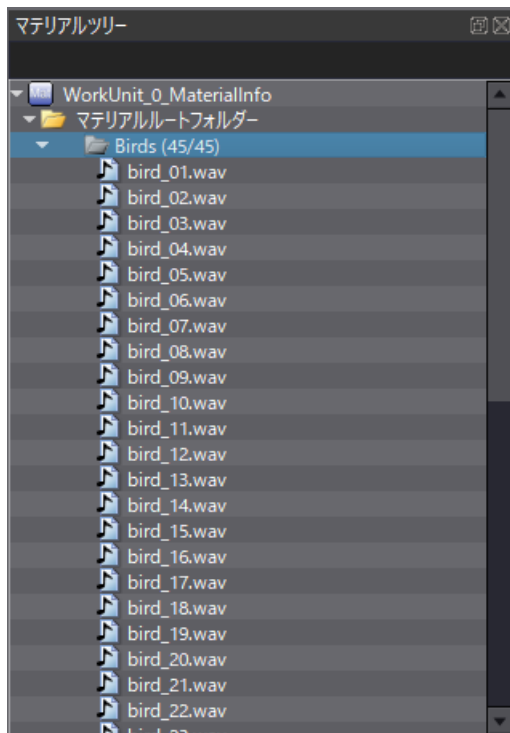 マテリアルツリー
WorkUnit_0_MaterialInfo
マテリアルルートフォルダー
Birds (45/45)
bird_01.wav
bird_02.wav
bird_03.wav
bird_04.wav
bird_05.wav
bird_06.wav
bird_07.wav
bird_08.wav
bird_09.wav
bird_10.wav
bird_11.wav
bird_12.wav
bird_13.wav
bird_14.wav
bird_15.wav
bird_16.wav
bird_17.wav
bird_18.wav
bird_19.wav
bird_20.wav
bird_21.wav
bird_22.wav